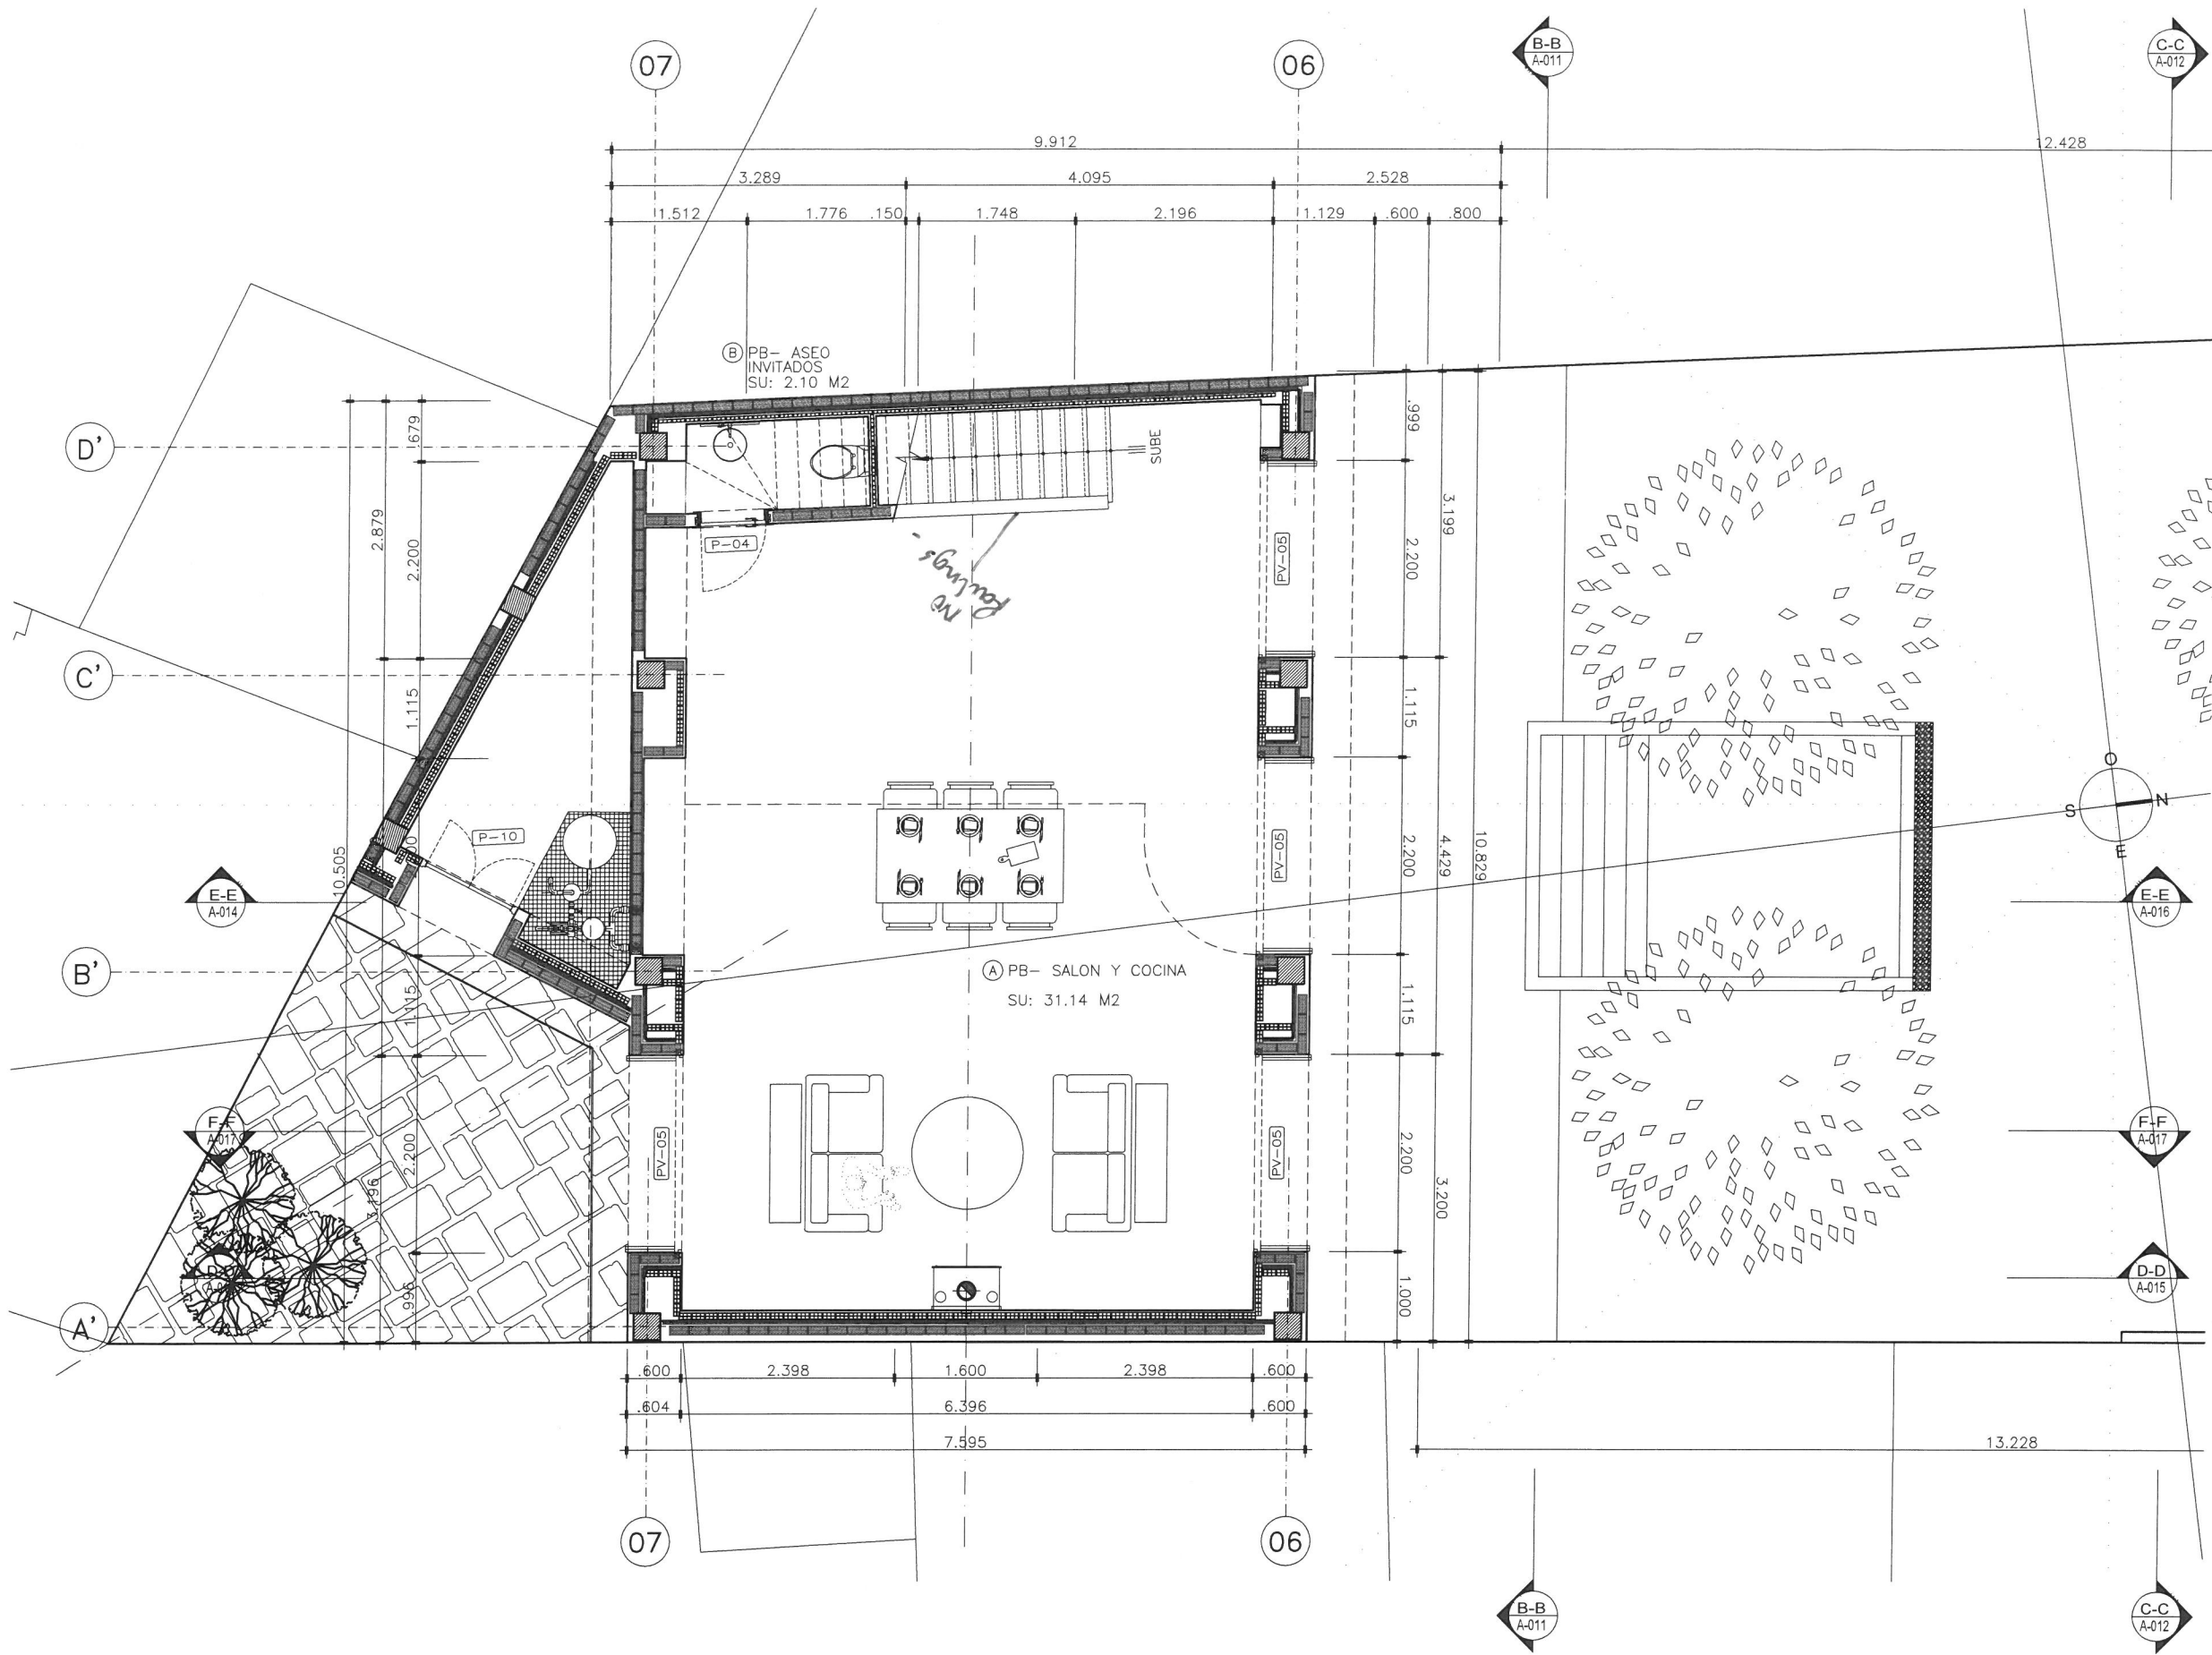 07
06
B-B
A-011
C-C
A-012
9.912
12.428
3.289
4.095
2.528
1.512
1.776
.150
1.748
2.196
1.129
.600
.800
B PB- ASEO
INVITADOS
SU: 2.10 M2
D'
.679
.999
SUBE
2.879
2.200
3.199
2.200
P-04
PV-05
No
Railings -
C'
1.115
1.115
P-10
10.505
2.200
4.429
10.829
PV-05
O
S
N
E
E-E
A-014
E-E
A-016
B'
A PB- SALON Y COCINA
SU: 31.14 M2
1.115
1.115
F-F
A-017
F-F
A-017
2.200
3.196
PV-05
PV-05
2.200
3.200
D-D
A-015
.996
1.000
A'
.600
2.398
1.600
2.398
.600
.604
6.396
.600
7.595
13.228
07
06
B-B
A-011
C-C
A-012